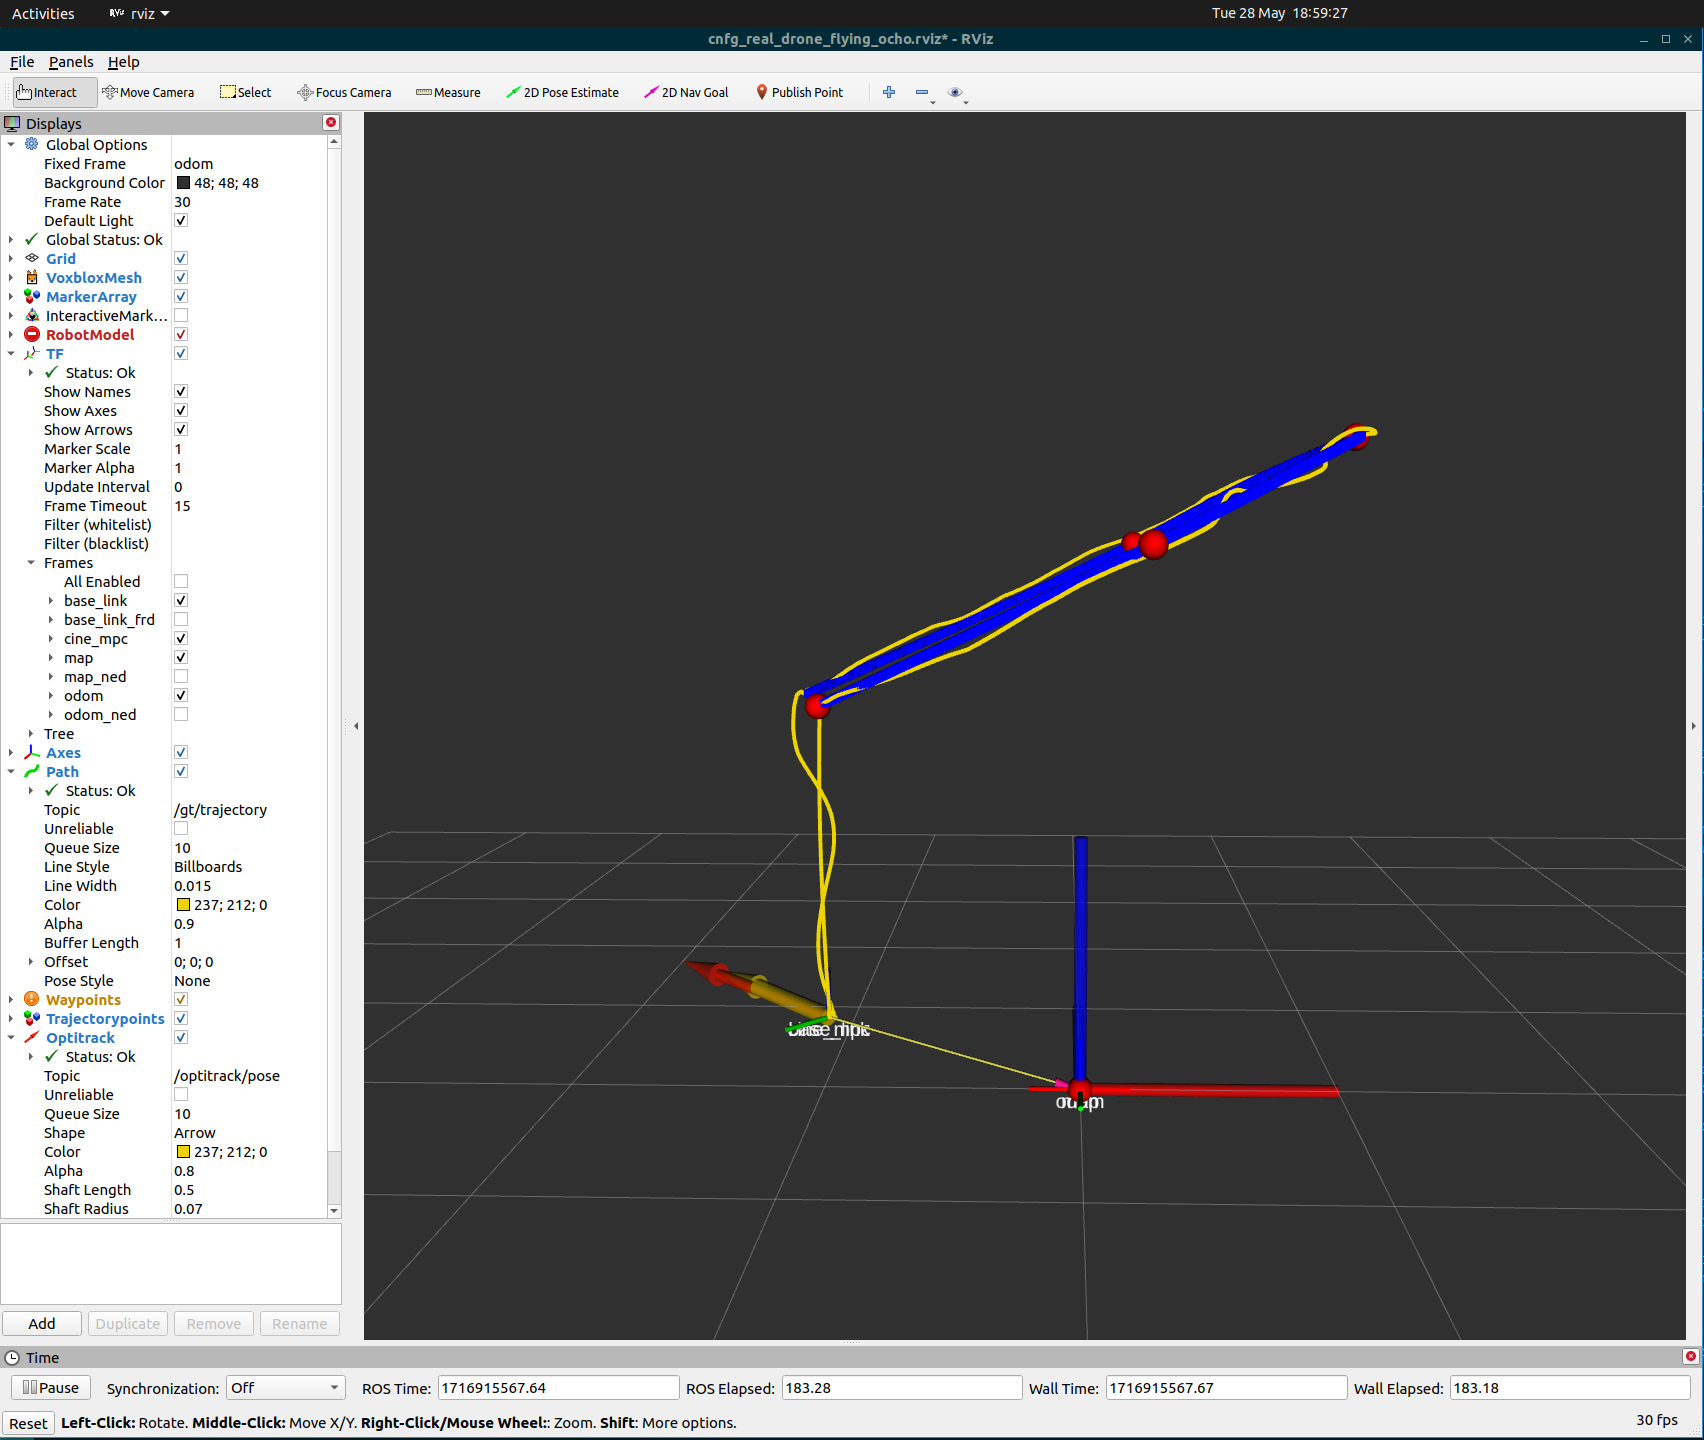 Activities rviz Tue 28 May 18:59:27
cnfg_real_drone_flying_ocho.rviz* - RViz
File Panels Help
Interact Move Camera Select Focus Camera Measure 2D Pose Estimate 2D Nav Goal Publish Point
Displays
Global Options
Fixed Frame odom
Background Color 48; 48; 48
Frame Rate 30
Default Light
Global Status: Ok
Grid
VoxbloxMesh
MarkerArray
InteractiveMark...
RobotModel
TF
Status: Ok
Show Names
Show Axes
Show Arrows
Marker Scale 1
Marker Alpha 1
Update Interval 0
Frame Timeout 15
Filter (whitelist)
Filter (blacklist)
Frames
All Enabled
base_link
base_link_frd
cine_mpc
map
map_ned
odom
odom_ned
Tree
Axes
Path
Status: Ok
Topic /gt/trajectory
Unreliable
Queue Size 10
Line Style Billboards
Line Width 0.015
Color 237; 212; 0
Alpha 0.9
Buffer Length 1
Offset 0; 0; 0
Pose Style None
Waypoints
Trajectorypoints
Optitrack
Status: Ok
Topic /optitrack/pose
Unreliable
Queue Size 10
Shape Arrow
Color 237; 212; 0
Alpha 0.8
Shaft Length 0.5
Shaft Radius 0.07
Add Duplicate Remove Rename
Time
Pause Synchronization: Off ROS Time: 1716915567.64 ROS Elapsed: 183.28 Wall Time: 1716915567.67 Wall Elapsed: 183.18
Reset Left-Click: Rotate. Middle-Click: Move X/Y. Right-Click/Mouse Wheel:: Zoom. Shift: More options. 30 fps